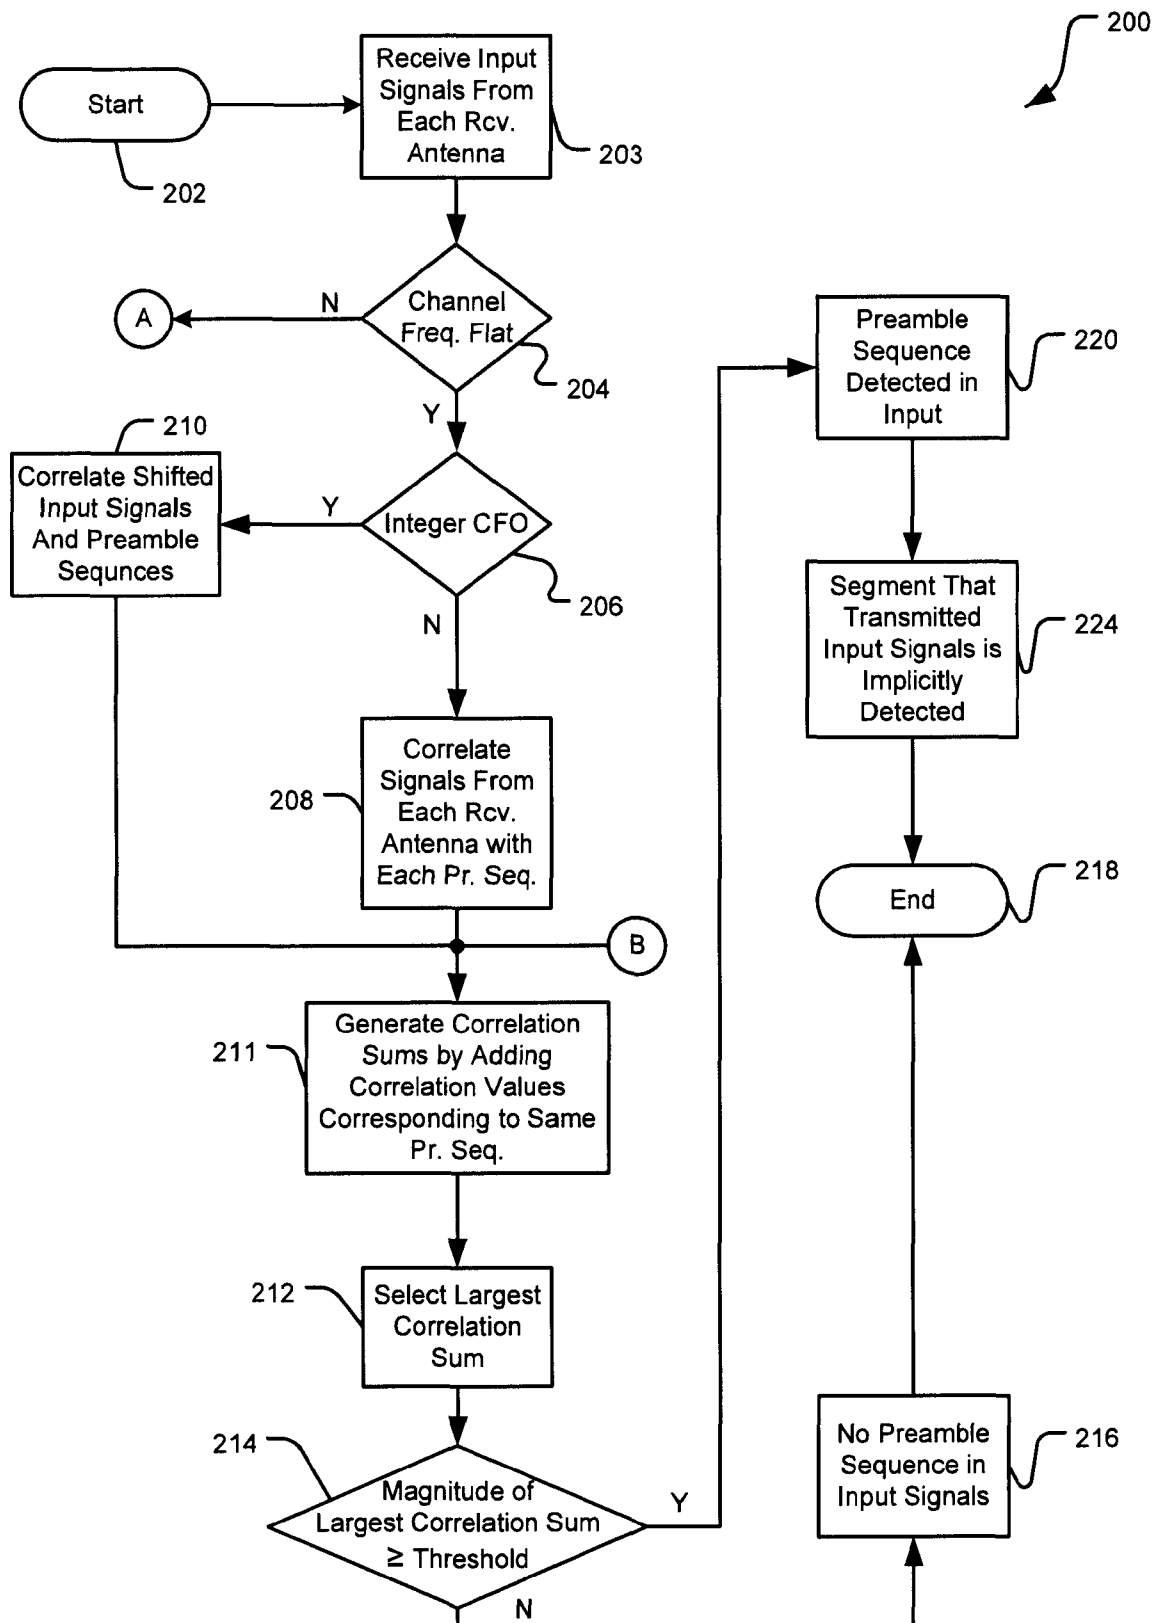 200
Start
202
Receive Input
Signals From
Each Rcv.
Antenna
203
Channel
Freq. Flat
204
N
A
Y
210
Correlate Shifted
Input Signals
And Preamble
Sequnces
Y
Integer CFO
206
N
208
Correlate
Signals From
Each Rcv.
Antenna with
Each Pr. Seq.
B
211
Generate Correlation
Sums by Adding
Correlation Values
Corresponding to Same
Pr. Seq.
212
Select Largest
Correlation
Sum
214
Magnitude of
Largest Correlation Sum
≥ Threshold
Y
N
Preamble
Sequence
Detected in
Input
220
Segment That
Transmitted
Input Signals is
Implicitly
Detected
224
End
218
No Preamble
Sequence in
Input Signals
216